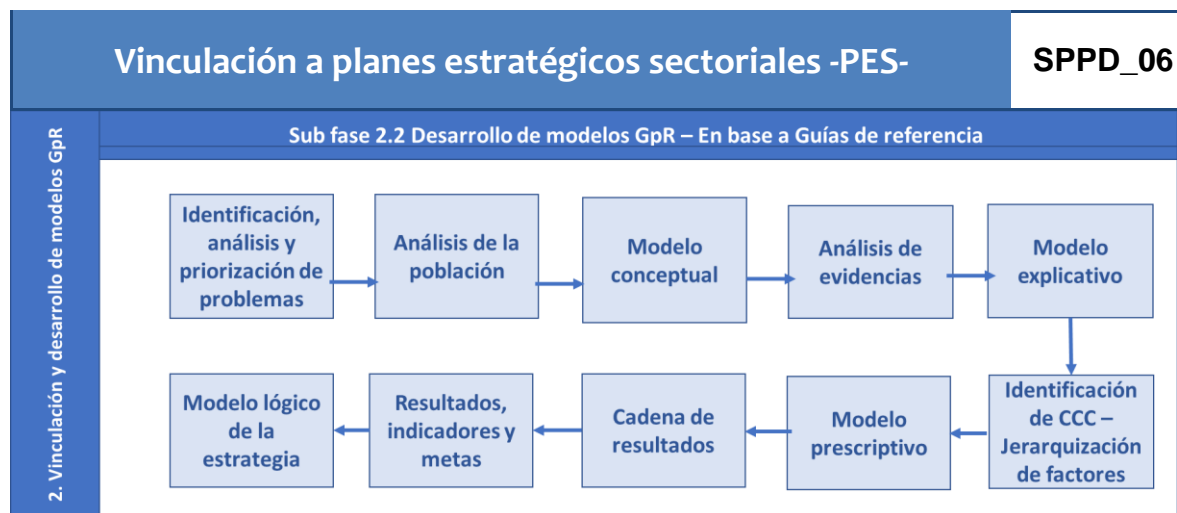 Vinculación a planes estratégicos sectoriales -PES-
SPPD_06
2. Vinculación y desarrollo de modelos GpR
Sub fase 2.2 Desarrollo de modelos GpR – En base a Guías de referencia
Identificación,
análisis y
priorización de
problemas
Análisis de la
población
Modelo
conceptual
Análisis de
evidencias
Modelo
explicativo
Identificación
de CCC –
Jerarquización
de factores
Modelo
prescriptivo
Cadena de
resultados
Resultados,
indicadores y
metas
Modelo lógico
de la
estrategia